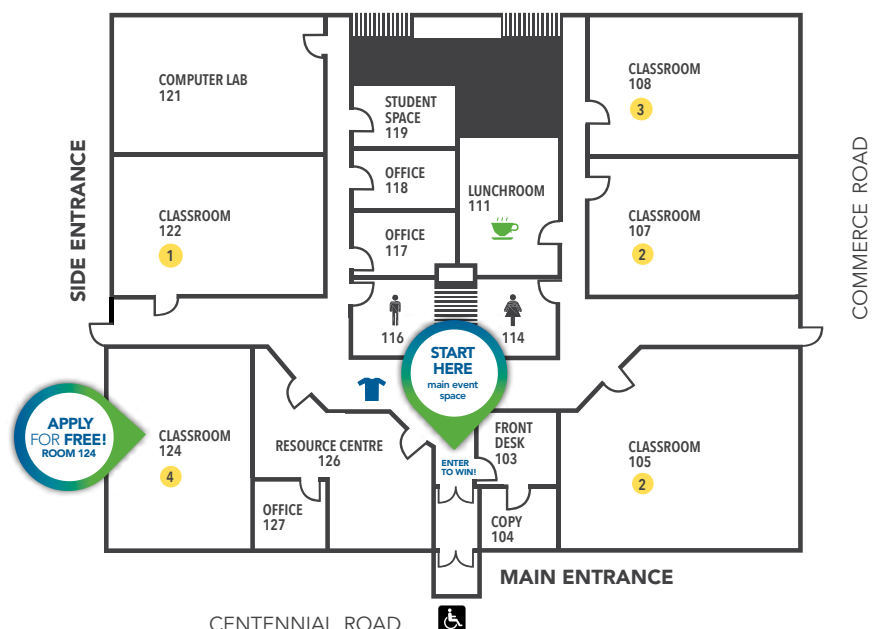 COMPUTER LAB
121
STUDENT
SPACE
119
CLASSROOM
108
3
SIDE ENTRANCE
COMMERCE ROAD
OFFICE
118
LUNCHROOM
111
CLASSROOM
122
1
OFFICE
117
CLASSROOM
107
2
116
114
START
HERE
main event
space
APPLY
FOR FREE!
ROOM 124
CLASSROOM
124
4
RESOURCE CENTRE
126
ENTER
TO WIN!
FRONT
DESK
103
CLASSROOM
105
2
OFFICE
127
COPY
104
MAIN ENTRANCE
CENTENNIAL ROAD